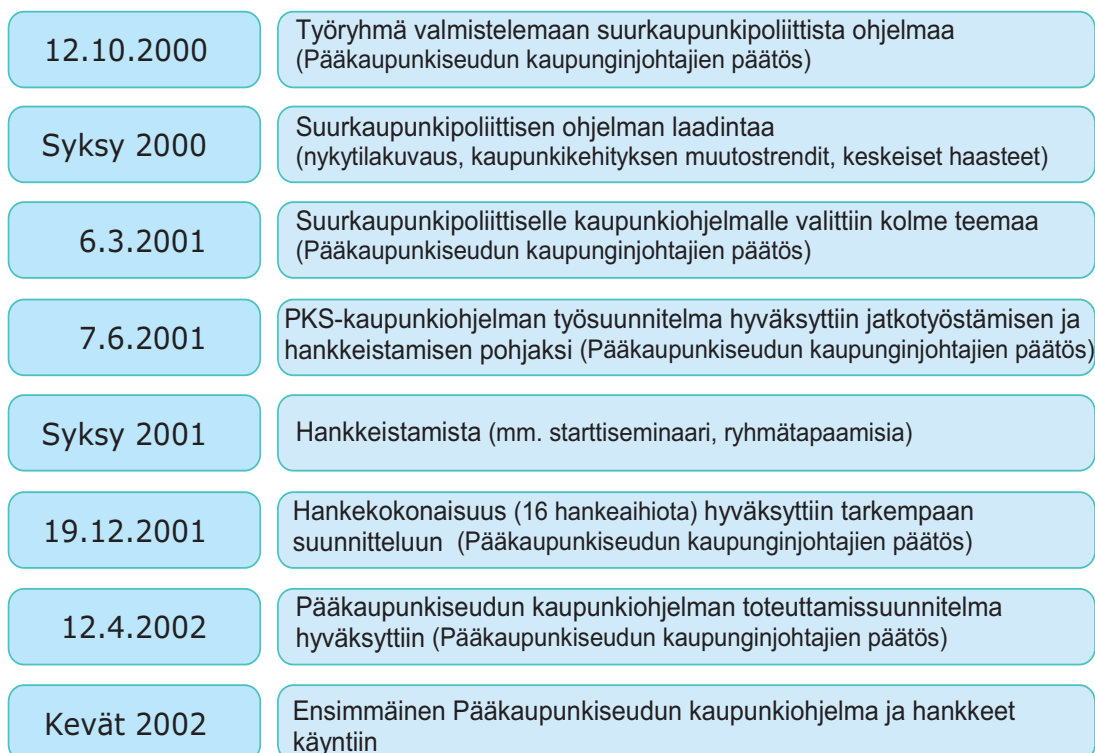 12.10.2000
Työryhmä valmistelemaan suurkaupunkipoliittista ohjelmaa
(Pääkaupunkiseudun kaupunginjohtajien päätös)
Syksy 2000
Suurkaupunkipoliittisen ohjelman laadintaa
(nykytilakuvaus, kaupunkikehityksen muutostrendit, keskeiset haasteet)
6.3.2001
Suurkaupunkipoliittiselle kaupunkiohjelmalle valittiin kolme teemaa
(Pääkaupunkiseudun kaupunginjohtajien päätös)
7.6.2001
PKS-kaupunkiohjelman työsuunnitelma hyväksyttiin jatkotyöstämisen ja
hankkeistamisen pohjaksi (Pääkaupunkiseudun kaupunginjohtajien päätös)
Syksy 2001
Hankkeistamista (mm. starttiseminaari, ryhmätapaamisia)
19.12.2001
Hankekokonaisuus (16 hankeaihiota) hyväksyttiin tarkempaan
suunnitteluun (Pääkaupunkiseudun kaupunginjohtajien päätös)
12.4.2002
Pääkaupunkiseudun kaupunkiohjelman toteuttamissuunnitelma
hyväksyttiin (Pääkaupunkiseudun kaupunginjohtajien päätös)
Kevät 2002
Ensimmäinen Pääkaupunkiseudun kaupunkiohjelma ja hankkeet
käyntiin